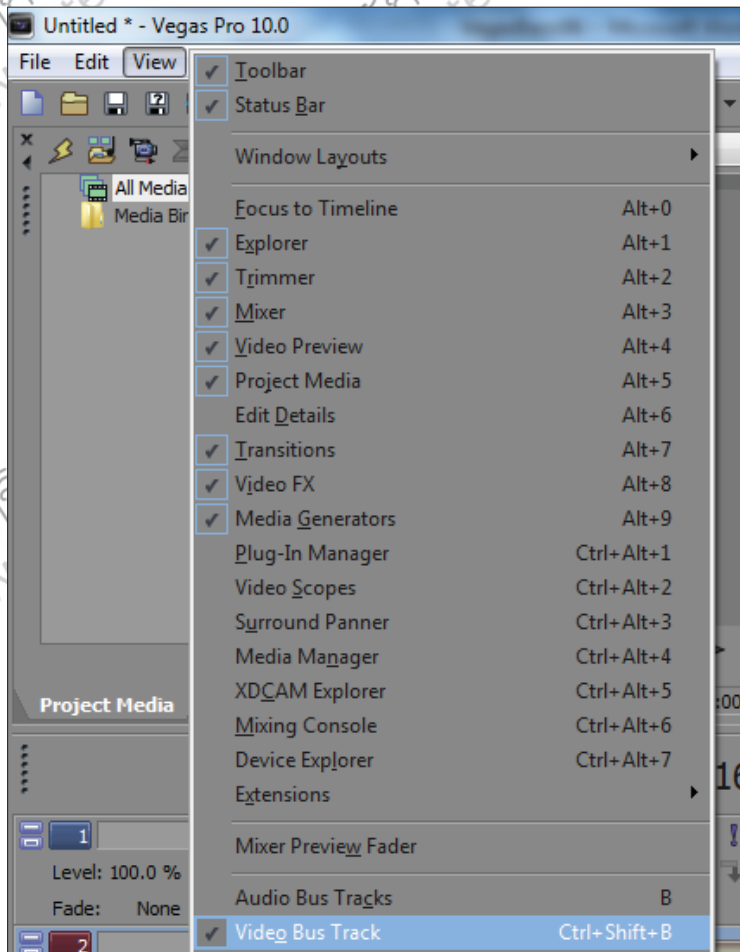 Untitled * - Vegas Pro 10.0
File Edit View
Toolbar
Status Bar
Window Layouts
All Media
Media Bin
Focus to Timeline Alt+0
Explorer Alt+1
Trimmer Alt+2
Mixer Alt+3
Video Preview Alt+4
Project Media Alt+5
Edit Details Alt+6
Transitions Alt+7
Video FX Alt+8
Media Generators Alt+9
Plug-In Manager Ctrl+Alt+1
Video Scopes Ctrl+Alt+2
Surround Panner Ctrl+Alt+3
Media Manager Ctrl+Alt+4
XDCAM Explorer Ctrl+Alt+5
Project Media
:00
Mixing Console Ctrl+Alt+6
Device Explorer Ctrl+Alt+7
Extensions
16
1
Mixer Preview Fader
Level: 100.0 %
Audio Bus Tracks B
Fade: None
Video Bus Track Ctrl+Shift+B
2